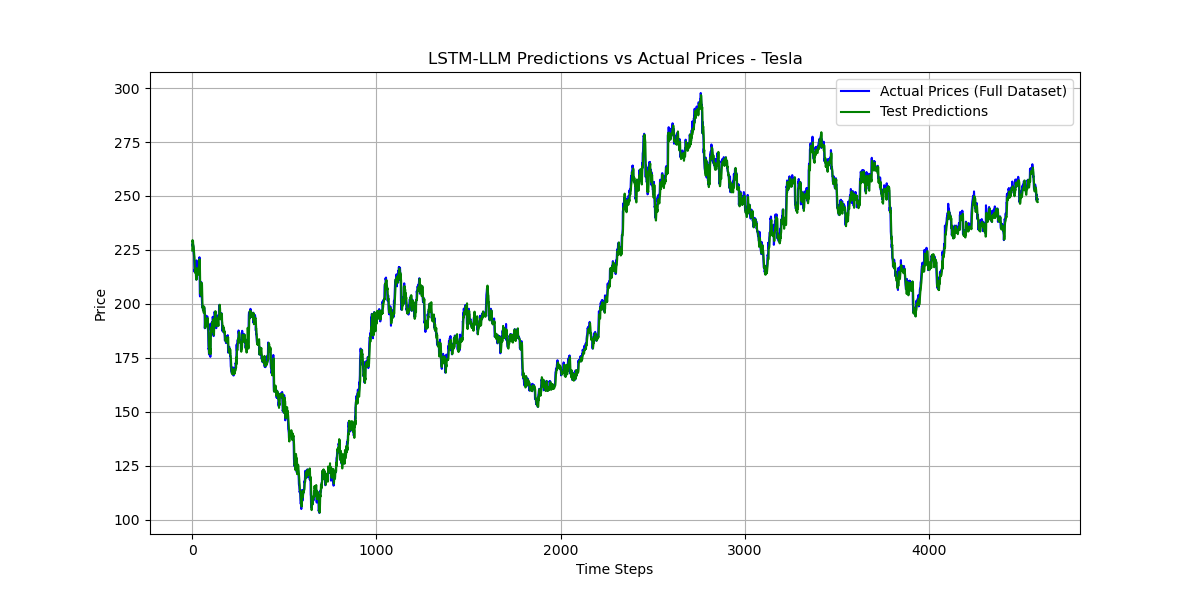 LSTM-LLM Predictions vs Actual Prices - Tesla
Actual Prices (Full Dataset)
Test Predictions
Price
300
275
250
225
200
175
150
125
100
0 1000 2000 3000 4000
Time Steps